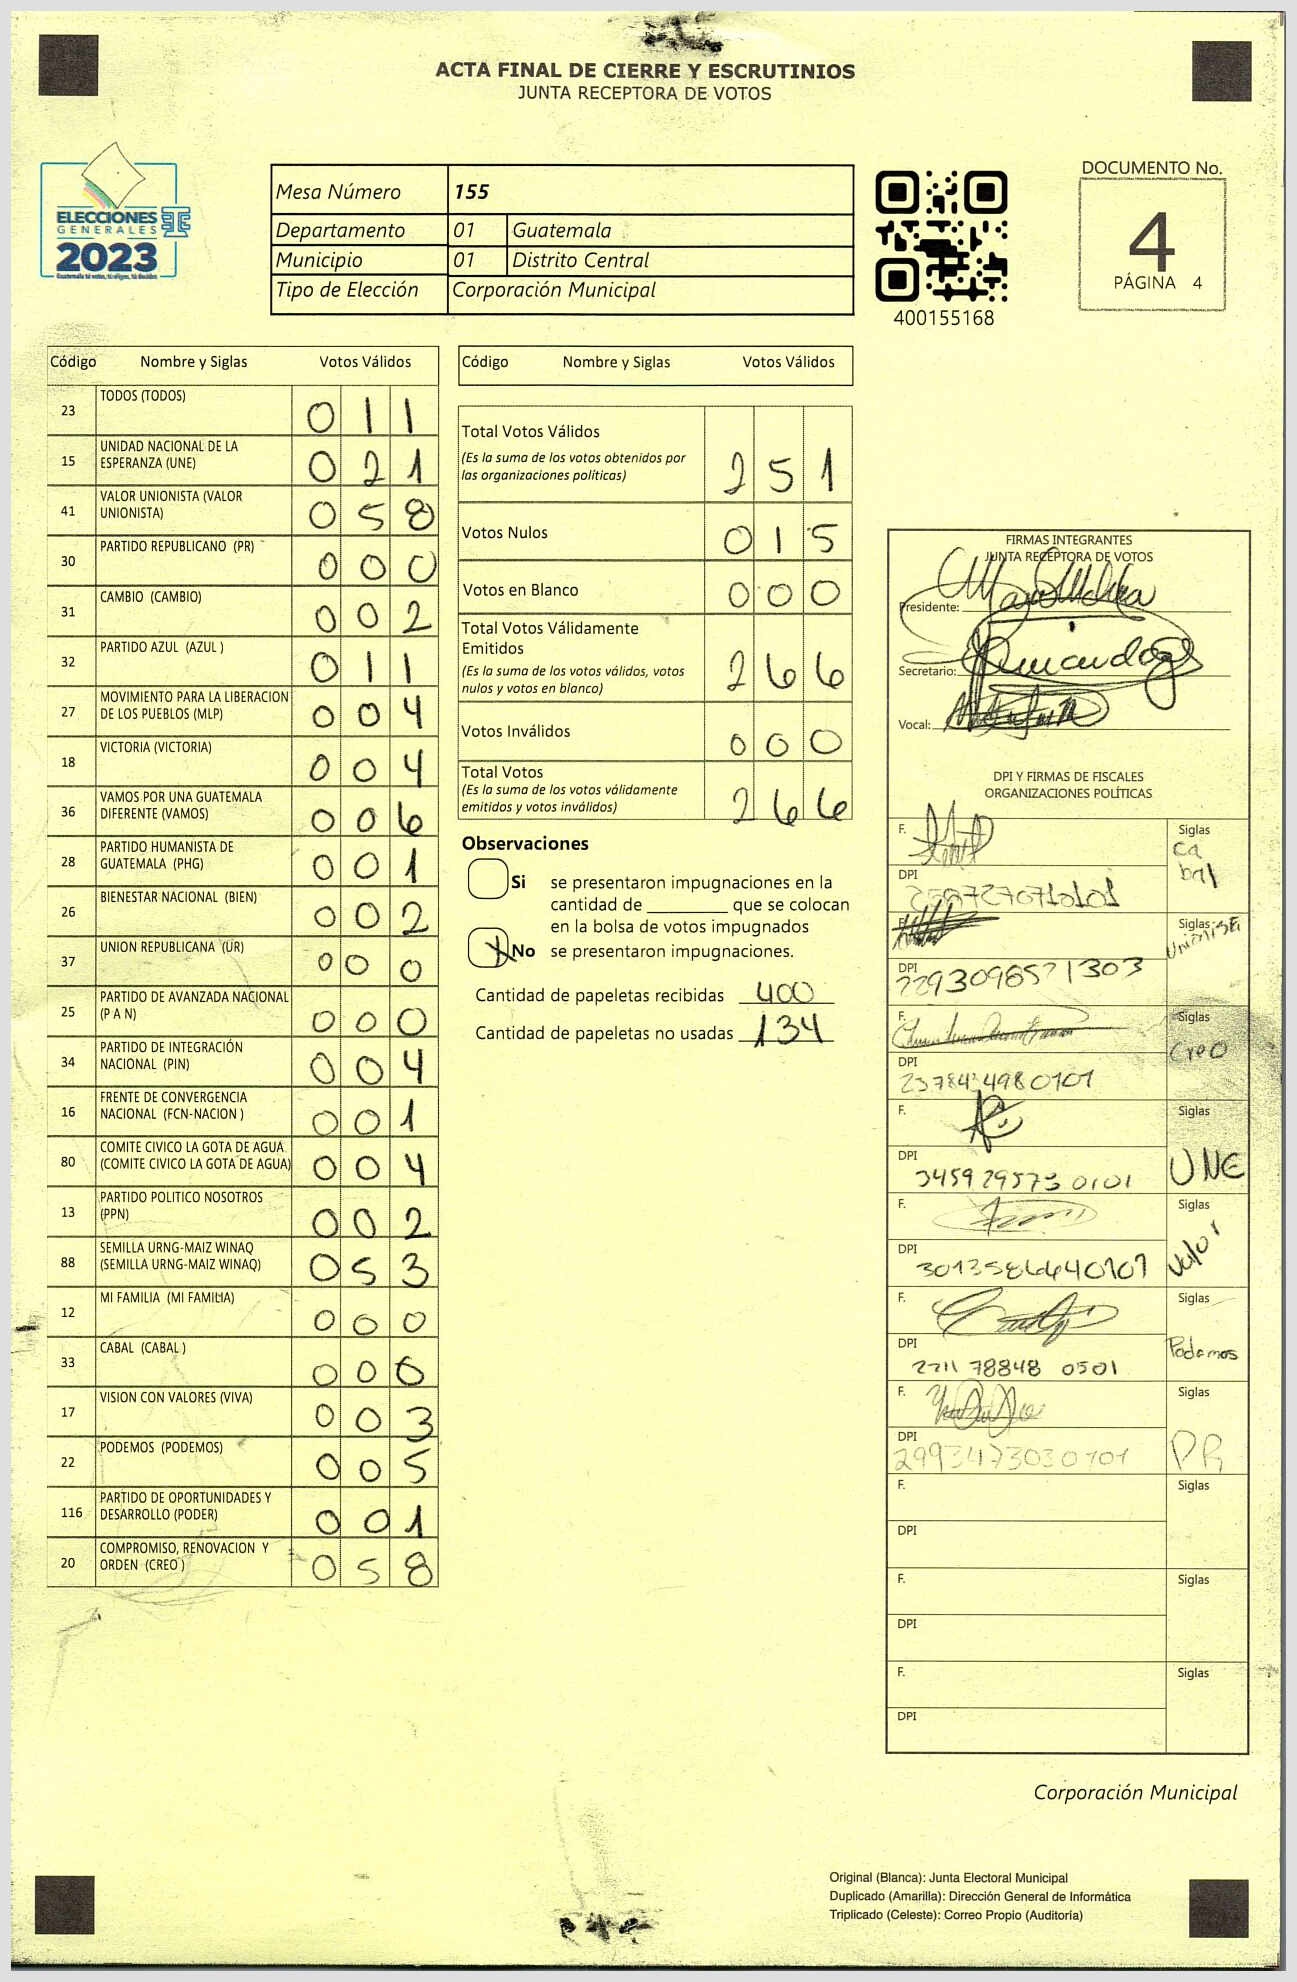 ACTA FINAL DE CIERRE Y ESCRUTINIOS
JUNTA RECEPTORA DE VOTOS
ELECCIONES
GENERALES
2023
Guatemala tú votas, tú eliges, tú decides
Mesa Número 155
Departamento 01 Guatemala
Municipio 01 Distrito Central
Tipo de Elección Corporación Municipal
400155168
DOCUMENTO No.
4
PÁGINA 4
Código Nombre y Siglas Votos Válidos
23 TODOS (TODOS) 0 1 1
15 UNIDAD NACIONAL DE LA
ESPERANZA (UNE) 0 2 1
41 VALOR UNIONISTA (VALOR
UNIONISTA) 0 5 8
30 PARTIDO REPUBLICANO (PR) 0 0 0
31 CAMBIO (CAMBIO) 0 0 2
32 PARTIDO AZUL (AZUL ) 0 1 1
27 MOVIMIENTO PARA LA LIBERACION
DE LOS PUEBLOS (MLP) 0 0 4
18 VICTORIA (VICTORIA) 0 0 4
36 VAMOS POR UNA GUATEMALA
DIFERENTE (VAMOS) 0 0 6
28 PARTIDO HUMANISTA DE
GUATEMALA (PHG) 0 0 1
26 BIENESTAR NACIONAL (BIEN) 0 0 2
37 UNION REPUBLICANA (UR) 0 0 0
25 PARTIDO DE AVANZADA NACIONAL
(P A N) 0 0 0
34 PARTIDO DE INTEGRACIÓN
NACIONAL (PIN) 0 0 4
16 FRENTE DE CONVERGENCIA
NACIONAL (FCN-NACION ) 0 0 1
80 COMITE CIVICO LA GOTA DE AGUA
(COMITE CIVICO LA GOTA DE AGUA) 0 0 4
13 PARTIDO POLITICO NOSOTROS
(PPN) 0 0 2
88 SEMILLA URNG-MAIZ WINAQ
(SEMILLA URNG-MAIZ WINAQ) 0 5 3
12 MI FAMILIA (MI FAMILIA) 0 0 0
33 CABAL (CABAL ) 0 0
17 VISION CON VALORES (VIVA) 0 0 3
22 PODEMOS (PODEMOS) 0 0 5
116 PARTIDO DE OPORTUNIDADES Y
DESARROLLO (PODER) 0 0 1
20 COMPROMISO, RENOVACION Y
ORDEN (CREO ) 0 5 8
Código Nombre y Siglas Votos Válidos
Total Votos Válidos
(Es la suma de los votos obtenidos por
las organizaciones políticas) 2 5 1
Votos Nulos 0 1 5
Votos en Blanco 0 0 0
Total Votos Válidamente
Emitidos
(Es la suma de los votos válidos, votos
nulos y votos en blanco) 2 6 6
Votos Inválidos 0 0 0
Total Votos
(Es la suma de los votos válidamente
emitidos y votos inválidos) 2 6 6
Observaciones
Si se presentaron impugnaciones en la
cantidad de ________ que se colocan
en la bolsa de votos impugnados
X No se presentaron impugnaciones.
Cantidad de papeletas recibidas 400
Cantidad de papeletas no usadas 134
FIRMAS INTEGRANTES
JUNTA RECEPTORA DE VOTOS
Presidente:
Secretario:
Vocal:
DPI Y FIRMAS DE FISCALES
ORGANIZACIONES POLÍTICAS
F. Siglas
Ca
bal
DPI
F. Siglas
DPI 2293098571303
F. Siglas
Creo
DPI
F. Siglas
UNE
DPI 3459 29573 0101
F. Siglas
Valor
DPI
F. Siglas
Podemos
DPI 2211 78848 0501
F. Siglas
PR
DPI 2993473030101
F. Siglas
DPI
F. Siglas
DPI
F. Siglas
DPI
Corporación Municipal
Original (Blanca): Junta Electoral Municipal
Duplicado (Amarilla): Dirección General de Informática
Triplicado (Celeste): Correo Propio (Auditoría)